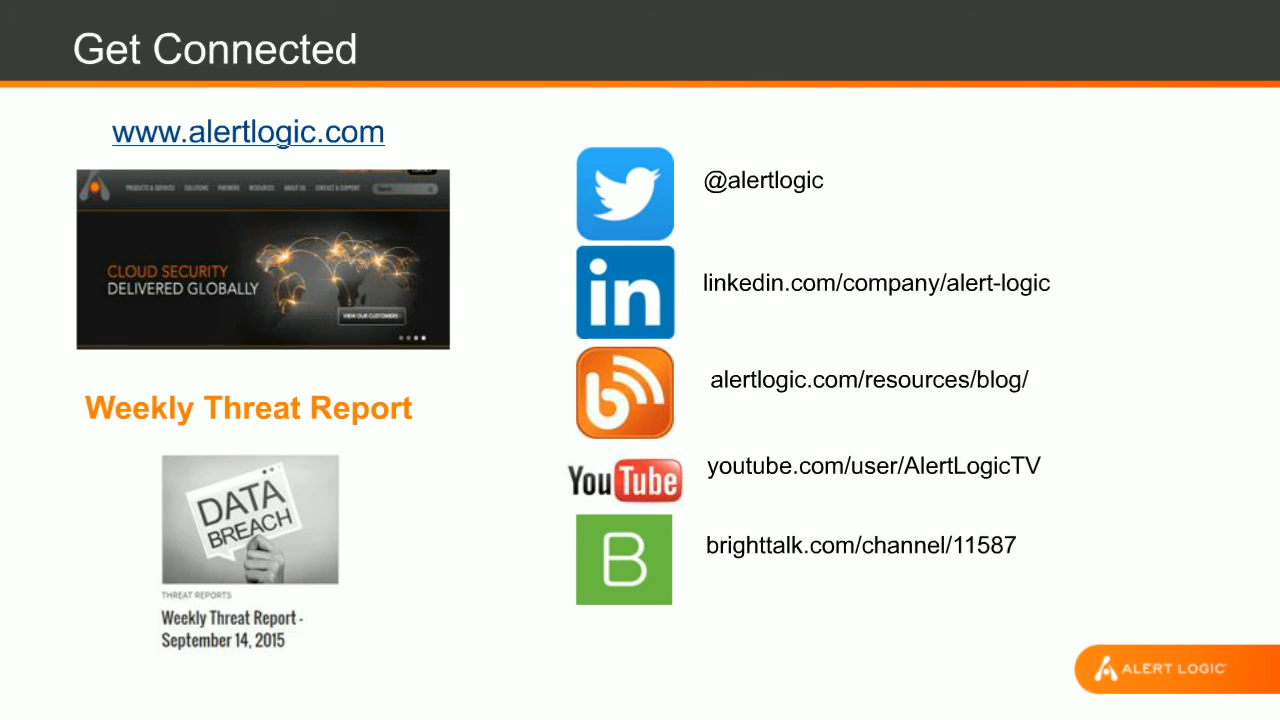 Get Connected
www.alertlogic.com
PRODUCTS & SERVICES SOLUTIONS PARTNERS RESOURCES ABOUT US CONTACT & SUPPORT
CLOUD SECURITY
DELIVERED GLOBALLY
VIEW OUR CUSTOMERS
Weekly Threat Report
DATA
BREACH
THREAT REPORTS
Weekly Threat Report -
September 14, 2015
@alertlogic
in
linkedin.com/company/alert-logic
b
alertlogic.com/resources/blog/
YouTube
youtube.com/user/AlertLogicTV
B
brighttalk.com/channel/11587
ALERT LOGIC